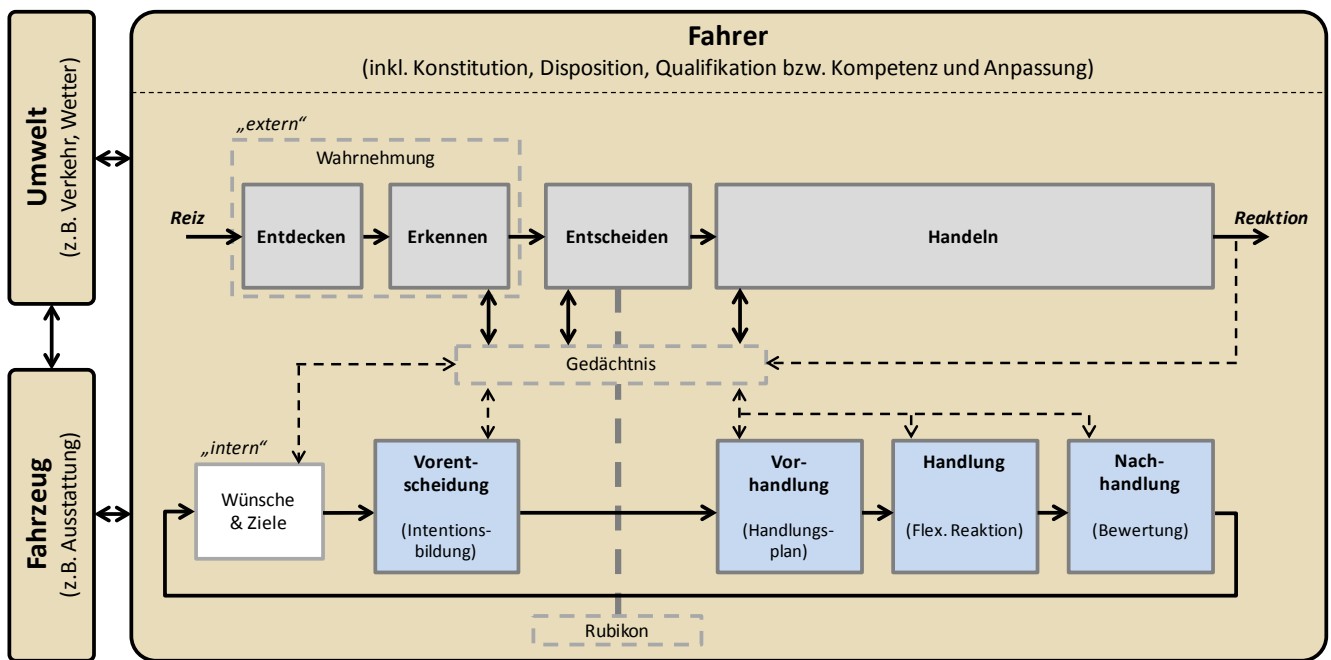 Umwelt
(z.B. Verkehr, Wetter)
Fahrzeug
(z.B. Ausstattung)
Fahrer
(inkl. Konstitution, Disposition, Qualifikation bzw. Kompetenz und Anpassung)
„extern“
Wahrnehmung
Reiz
Entdecken
Erkennen
Entscheiden
Handeln
Reaktion
Gedächtnis
„intern“
Wünsche
& Ziele
Vorent-
scheidung
(Intentions-
bildung)
Vor-
handlung
(Handlungs-
plan)
Handlung
(Flex. Reaktion)
Nach-
handlung
(Bewertung)
Rubikon